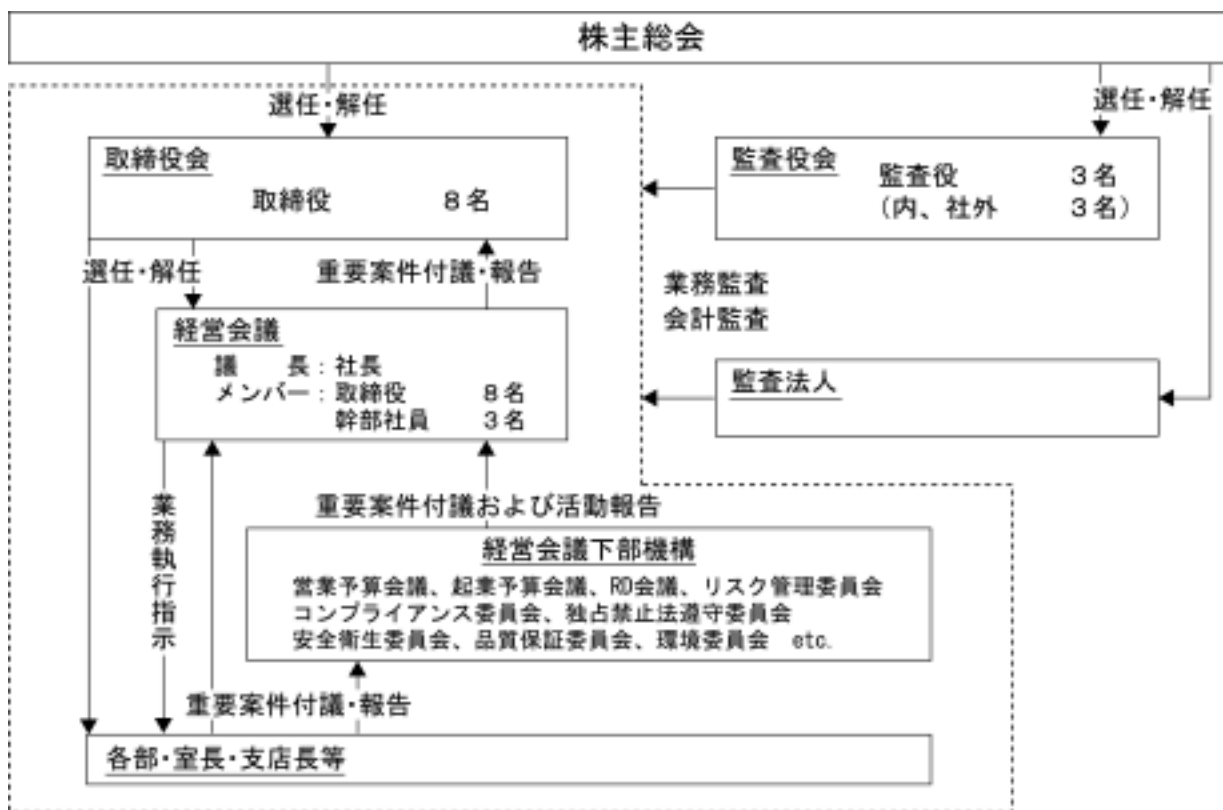 株主総会
選任・解任
選任・解任
取締役会
取締役　8名
監査役会
監査役　3名
(内、社外　3名)
選任・解任
重要案件付議・報告
業務監査
会計監査
経営会議
議　長：社長
メンバー：取締役　8名
幹部社員　3名
監査法人
重要案件付議および活動報告
業務執行指示
経営会議下部機構
営業予算会議、起業予算会議、RD会議、リスク管理委員会
コンプライアンス委員会、独占禁止法遵守委員会
安全衛生委員会、品質保証委員会、環境委員会　etc.
重要案件付議・報告
各部・室長・支店長等